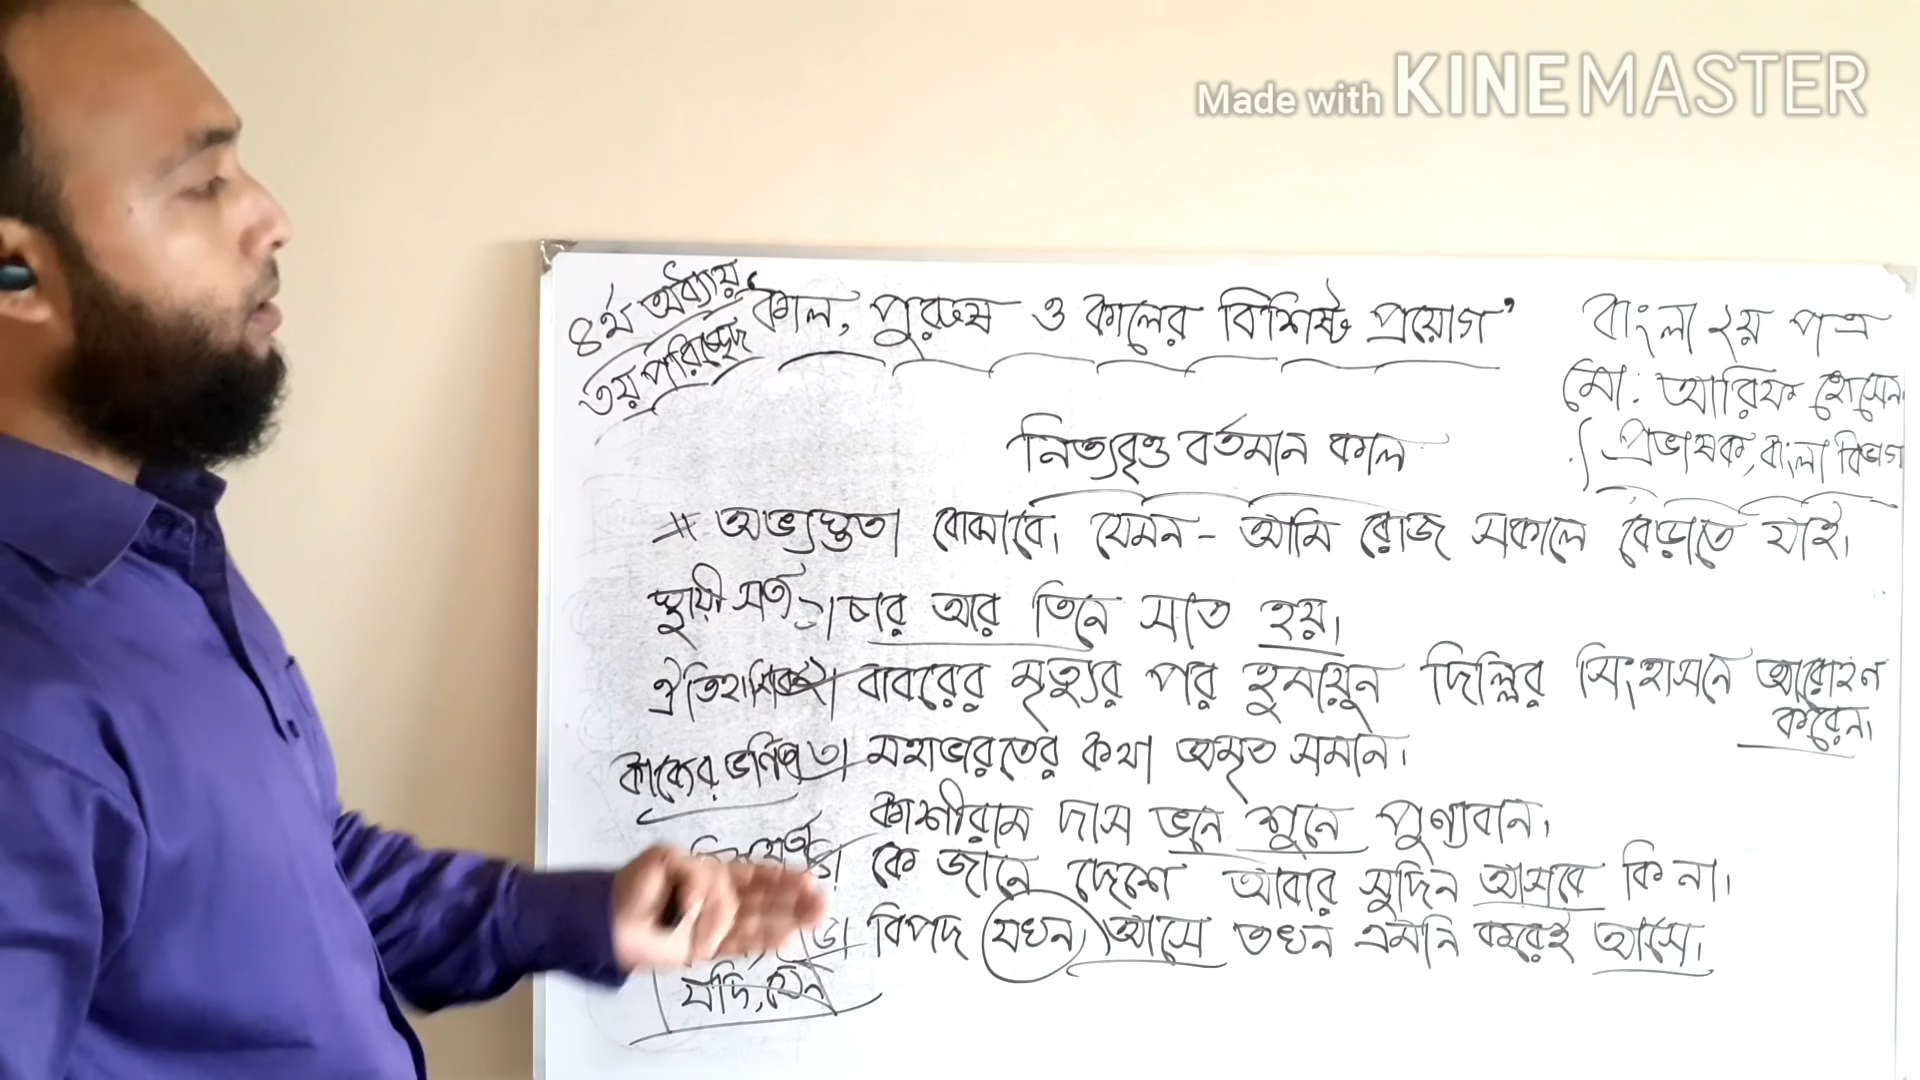 Made with KINEMASTER
৪র্থ অধ্যায়
৩য় পরিচ্ছেদ
'কাল, পুরুষ ও কালের বিশিষ্ট প্রয়োগ'
বাংলা ২য় পত্র
মো: আরিফ হোসেন
প্রভাষক, বাংলা বিভাগ
নিত্যবৃত্ত বর্তমান কাল
# অভ্যস্ততা বোঝাবে। যেমন - আমি রোজ সকালে বেড়াতে যাই।
স্থায়ী সত্য ১। চার আর তিনে সাত হয়।
ঐতিহাসিক ২। বাবরের মৃত্যুর পর হুমায়ুন দিল্লির সিংহাসনে আরোহণ
করেন।
কাব্যের ভণিতা ৩। মহাভারতের কথা অমৃত সমান।
কাশীরাম দাস ভনে শুনে পুণ্যবান।
কে জানে দেশে আবার সুদিন আসবে কি না।
বিপদ যখন আসে তখন এমনি করেই আসে।
যদি, যেন